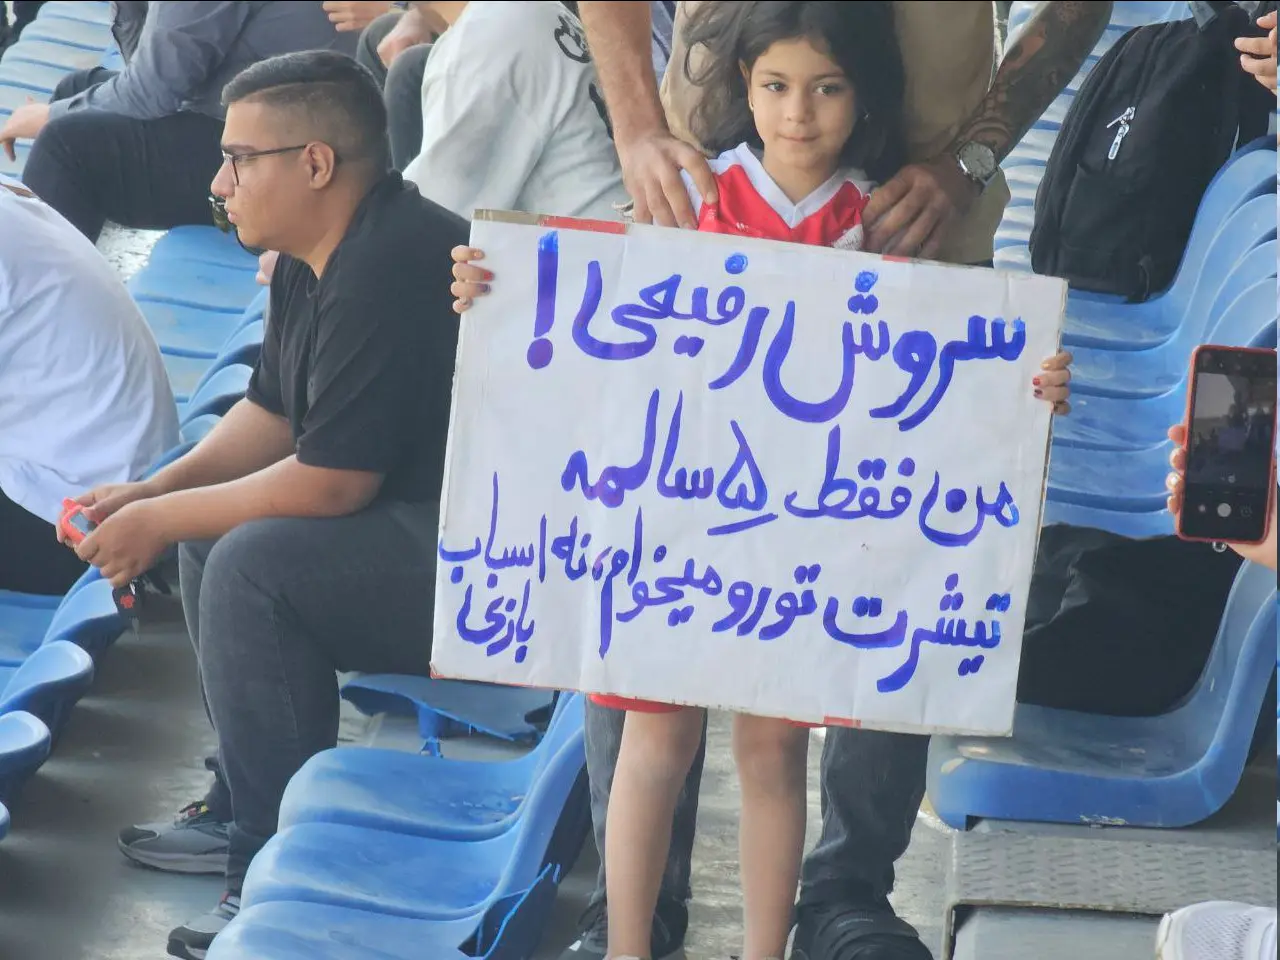 سروش رفیعی!
من فقط ۵ سالمه
تیشرت تورو میخوام، نه اسباب
بازی